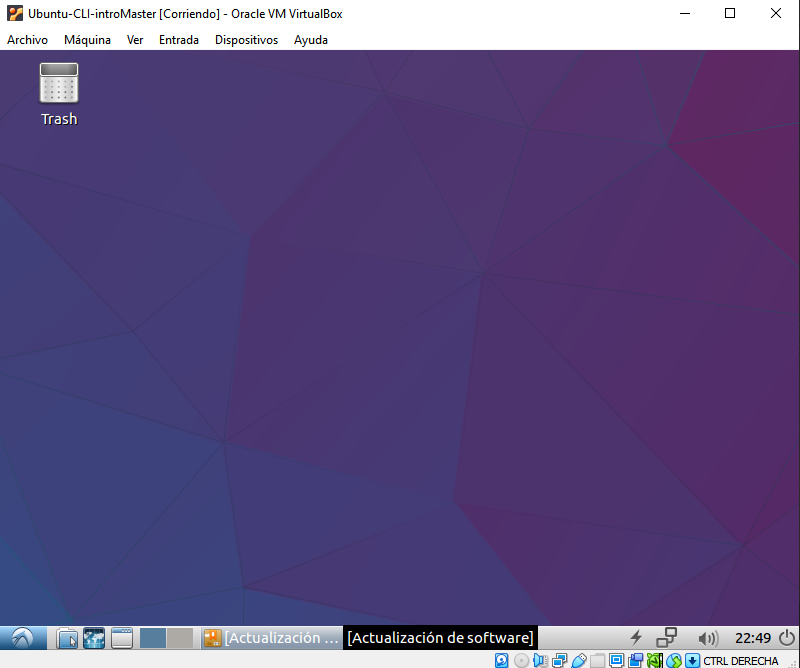 Ubuntu-CLI-introMaster [Corriendo] - Oracle VM VirtualBox
Archivo Máquina Ver Entrada Dispositivos Ayuda
Trash
[Actualización ... [Actualización de software] 22:49
CTRL DERECHA